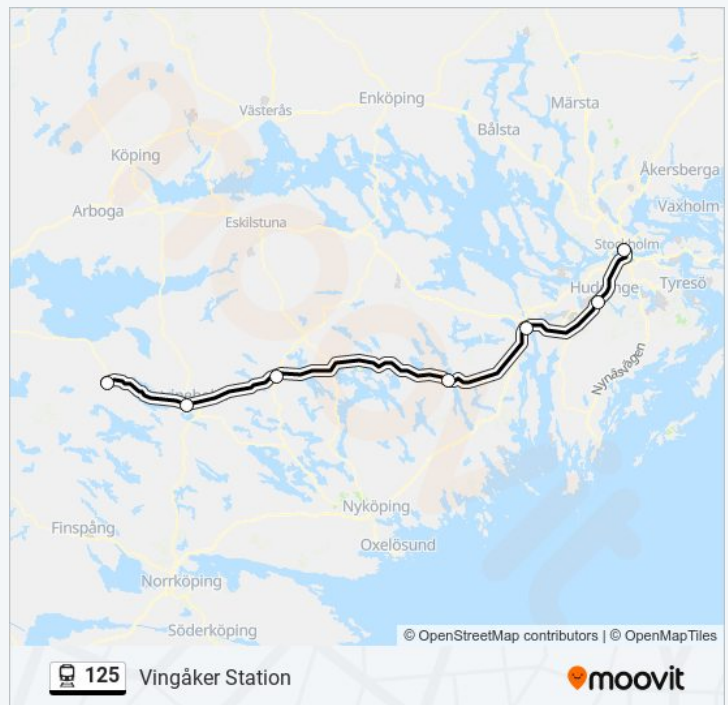 Västerås
Enköping
Märsta
Bålsta
Köping
Åkersberga
Vaxholm
Arboga
Eskilstuna
Stockholm
Huddinge
Tyresö
Nynäsvägen
Nyköping
Finspång
Oxelösund
Norrköping
Söderköping
© OpenStreetMap contributors | © OpenMapTiles
125 Vingåker Station
moovit